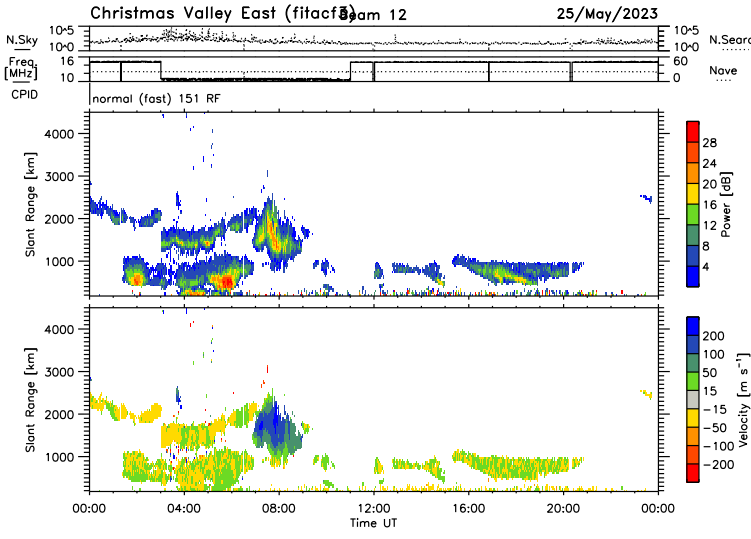 Christmas Valley East (fitacf3) Beam 12 25/May/2023
N.Sky 10^5 10^0 10^5 10^0 N.Searc
Freq. [MHz] 16 10 60 0 Nave
CPID normal (fast) 151 RF
Slant Range [km]
4000
3000
2000
1000
Power [dB]
28
24
20
16
12
8
4
Slant Range [km]
4000
3000
2000
1000
Velocity [m s⁻¹]
200
100
50
15
-15
-50
-100
-200
00:00 04:00 08:00 12:00 16:00 20:00 00:00
Time UT